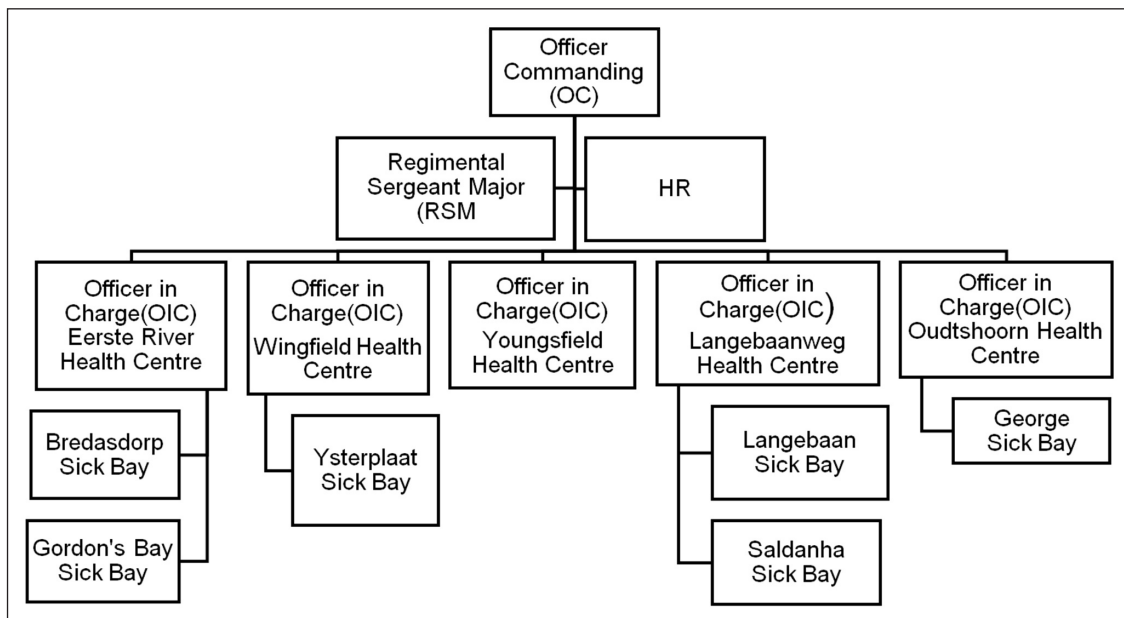 Officer
Commanding
(OC)
Regimental
Sergeant Major
(RSM
HR
Officer in
Charge(OIC)
Eerste River
Health Centre
Officer in
Charge(OIC)
Wingfield Health
Centre
Officer in
Charge(OIC)
Youngsfield
Health Centre
Officer in
Charge(OIC)
Langebaanweg
Health Centre
Officer in
Charge(OIC)
Oudtshoorn Health
Centre
Bredasdorp
Sick Bay
Gordon's Bay
Sick Bay
Ysterplaat
Sick Bay
Langebaan
Sick Bay
Saldanha
Sick Bay
George
Sick Bay